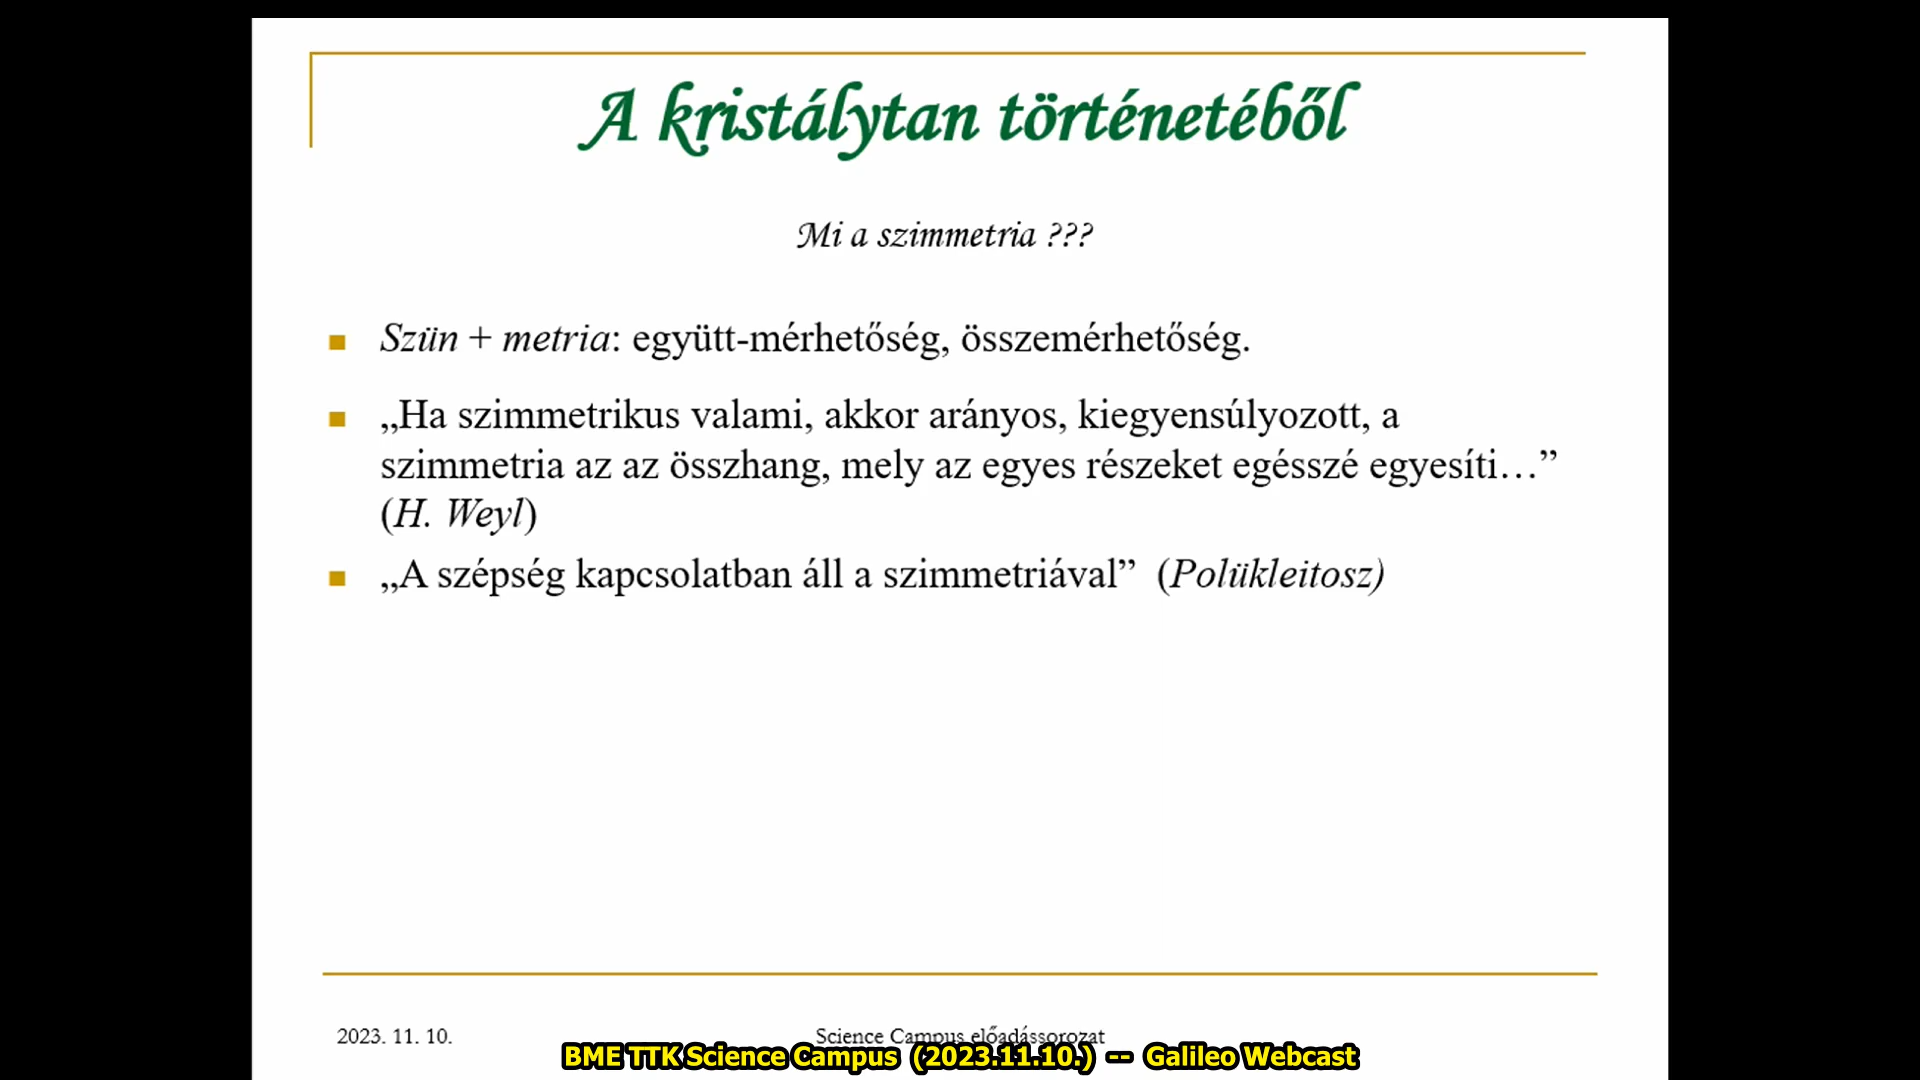 A kristálytan történetéből
Mi a szimmetria ???
Szün + metria: együtt-mérhetőség, összemérhetőség.
„Ha szimmetrikus valami, akkor arányos, kiegyensúlyozott, a
szimmetria az az összhang, mely az egyes részeket egésszé egyesíti…”
(H. Weyl)
„A szépség kapcsolatban áll a szimmetriával” (Polükleitosz)
2023. 11. 10.
Science Campus előadássorozat
BME TTK Science Campus (2023.11.10.) -- Galileo Webcast